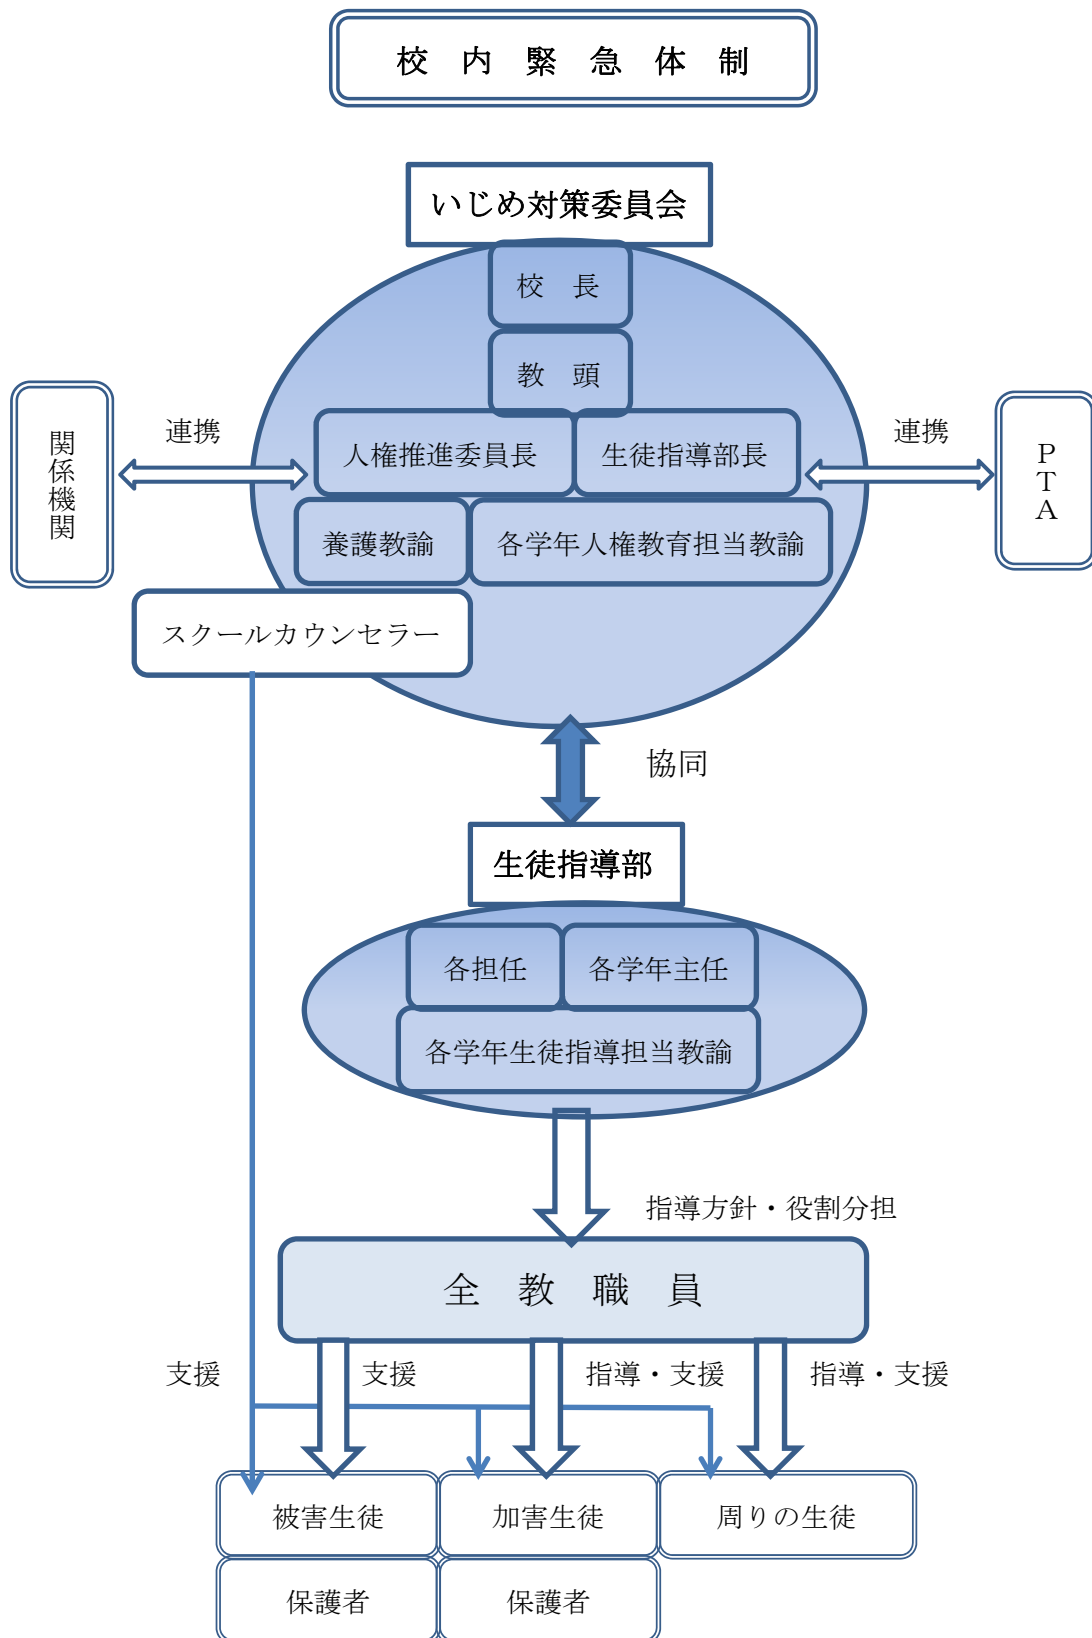 校　内　緊　急　体　制
いじめ対策委員会
校　長
教　頭
連携
連携
関係機関
人権推進委員長
生徒指導部長
PTA
養護教諭
各学年人権教育担当教諭
スクールカウンセラー
協同
生徒指導部
各担任
各学年主任
各学年生徒指導担当教諭
指導方針・役割分担
全　教　職　員
支援
支援
指導・支援
指導・支援
被害生徒
加害生徒
周りの生徒
保護者
保護者